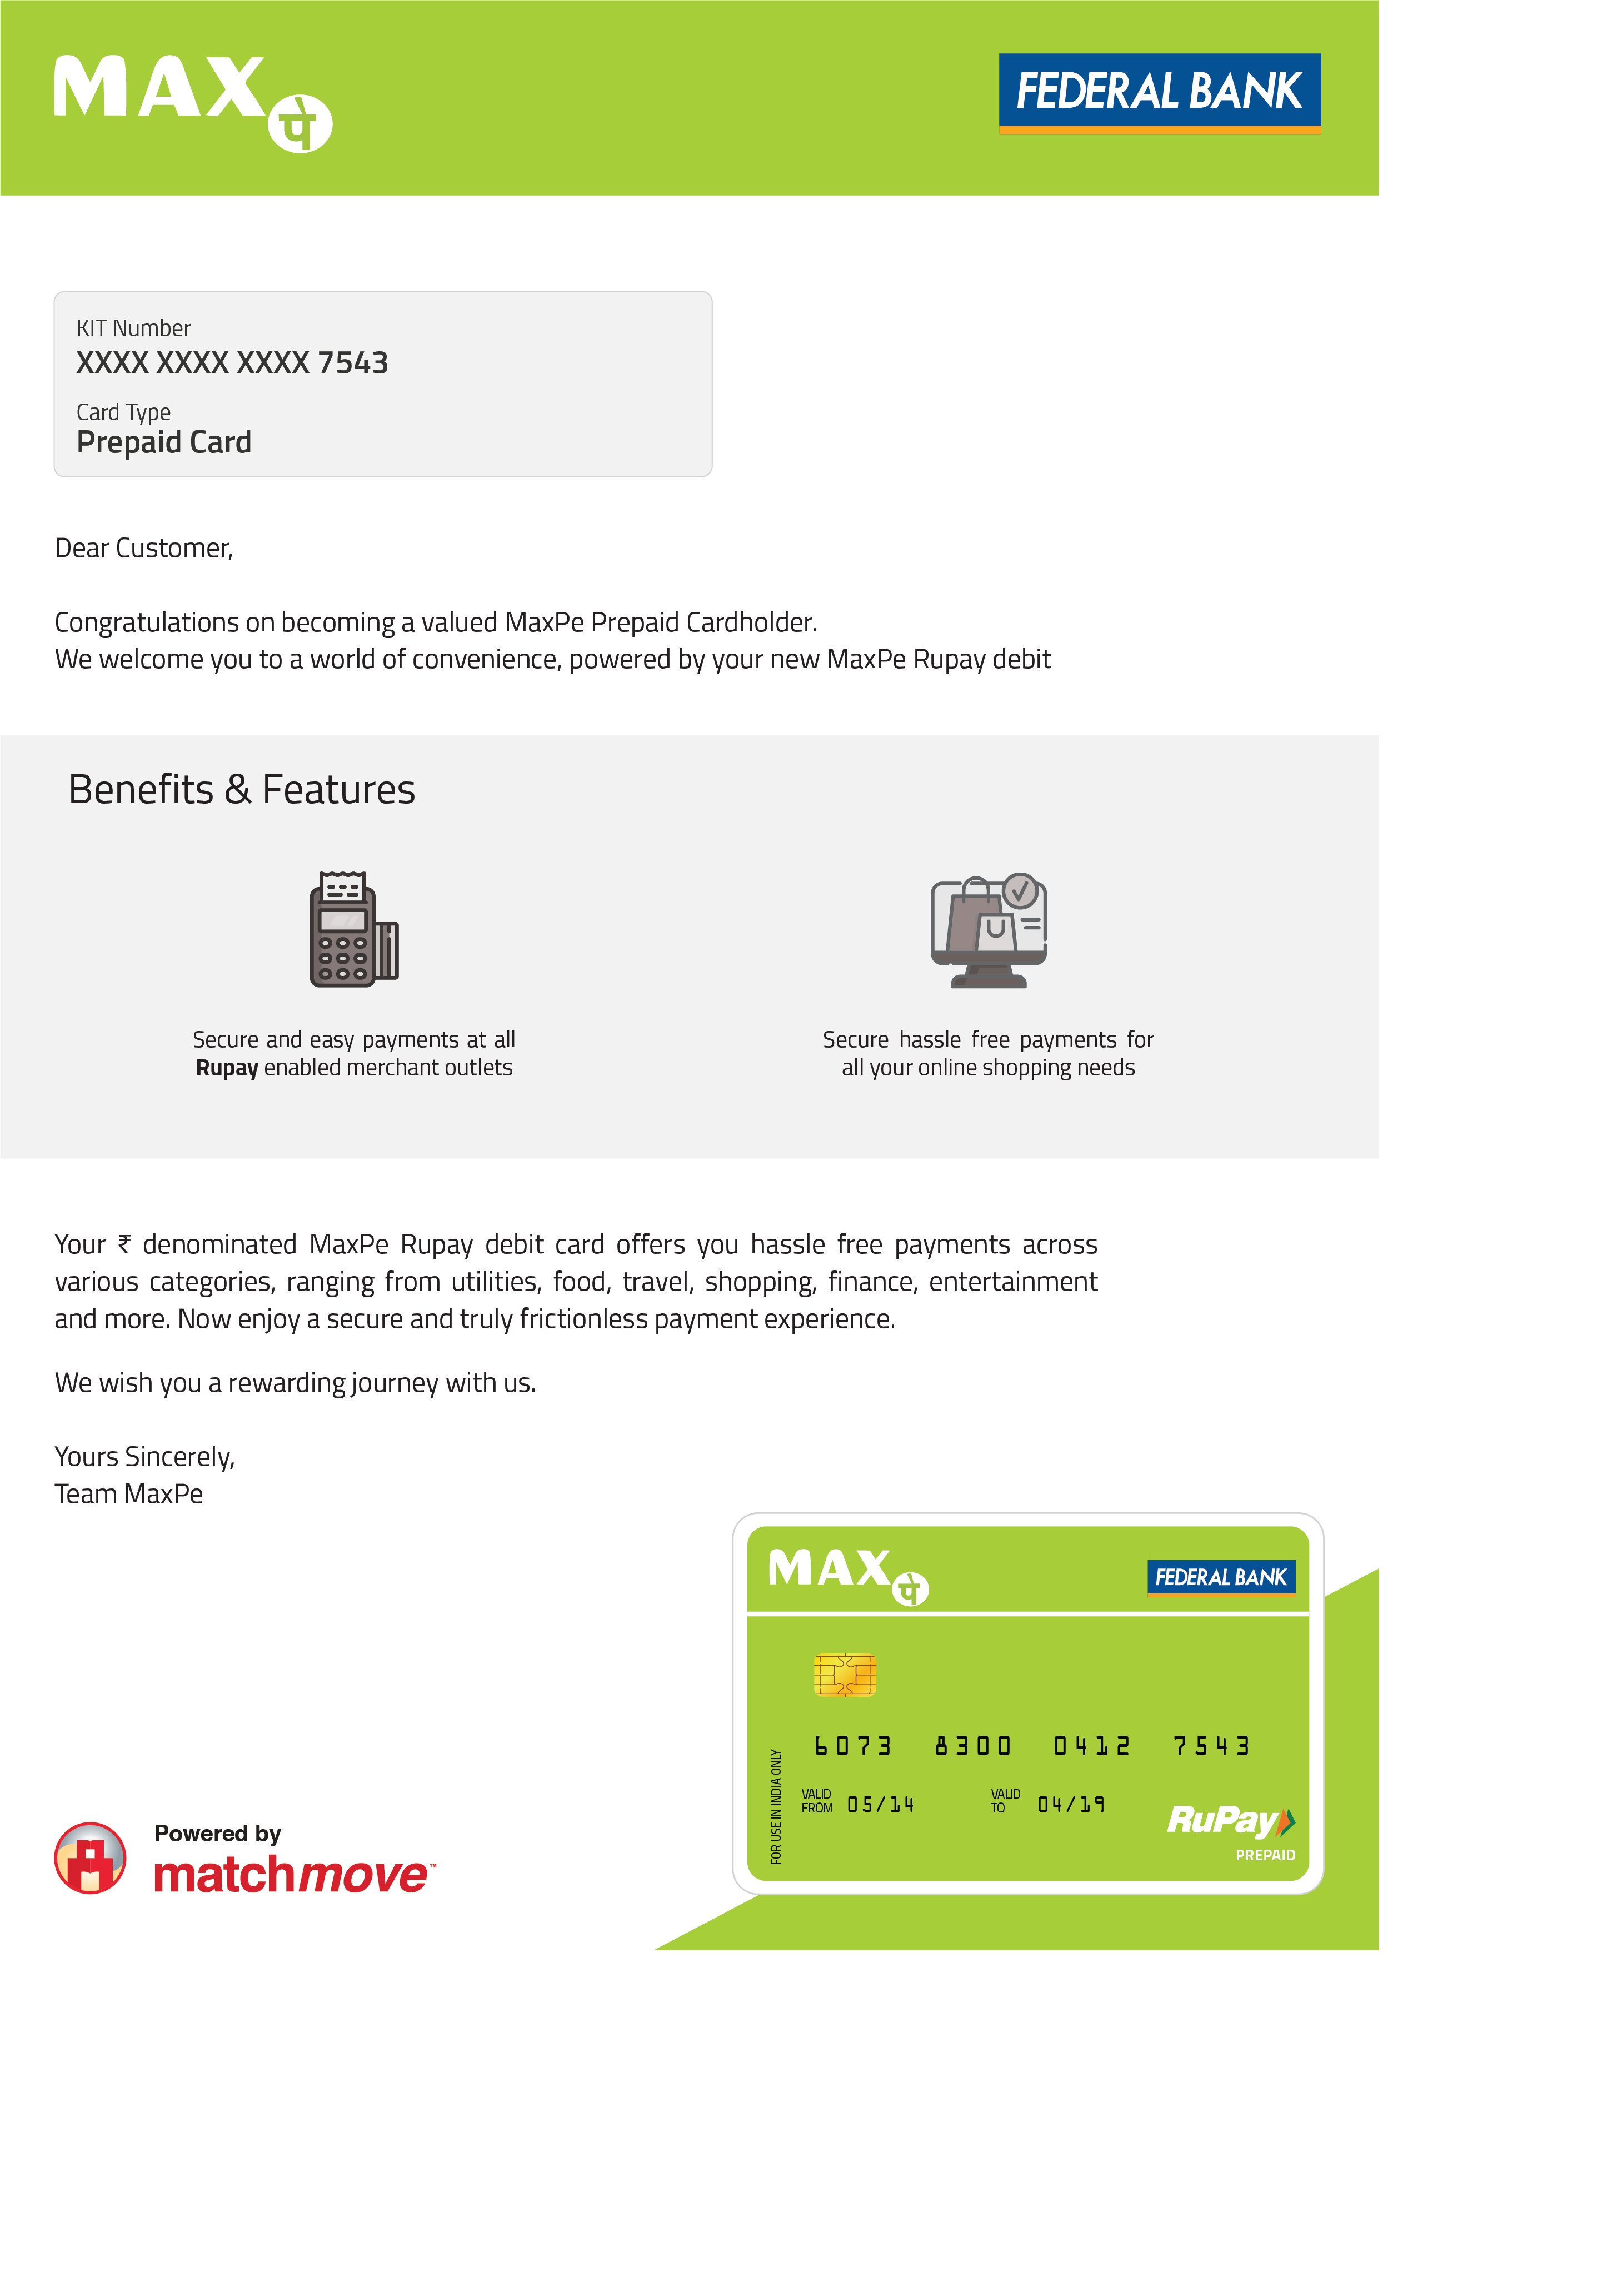 MAX पे
FEDERAL BANK
KIT Number
XXXX XXXX XXXX 7543
Card Type
Prepaid Card
Dear Customer,
Congratulations on becoming a valued MaxPe Prepaid Cardholder.
We welcome you to a world of convenience, powered by your new MaxPe Rupay debit
Benefits & Features
Secure and easy payments at all
Rupay enabled merchant outlets
Secure hassle free payments for
all your online shopping needs
Your ₹ denominated MaxPe Rupay debit card offers you hassle free payments across
various categories, ranging from utilities, food, travel, shopping, finance, entertainment
and more. Now enjoy a secure and truly frictionless payment experience.
We wish you a rewarding journey with us.
Yours Sincerely,
Team MaxPe
MAX पे
FEDERAL BANK
6073 8300 0412 7543
FOR USE IN INDIA ONLY
VALID
FROM 05/14
VALID
TO 04/19
RuPay
PREPAID
Powered by
matchmove™